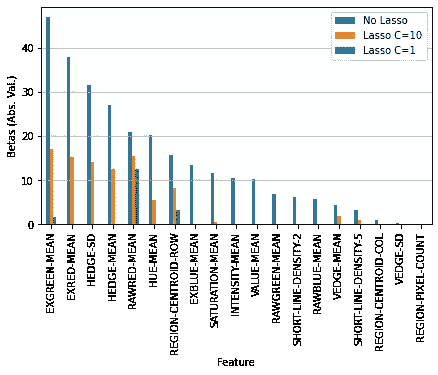 No Lasso
Lasso C=10
Lasso C=1
Betas (Abs. Val.)
40
30
20
10
0
EXGREEN-MEAN
EXRED-MEAN
HEDGE-SD
HEDGE-MEAN
RAWRED-MEAN
HUE-MEAN
REGION-CENTROID-ROW
EXBLUE-MEAN
SATURATION-MEAN
INTENSITY-MEAN
VALUE-MEAN
RAWGREEN-MEAN
SHORT-LINE-DENSITY-2
RAWBLUE-MEAN
VEDGE-MEAN
SHORT-LINE-DENSITY-5
REGION-CENTROID-COL
VEDGE-SD
REGION-PIXEL-COUNT
Feature